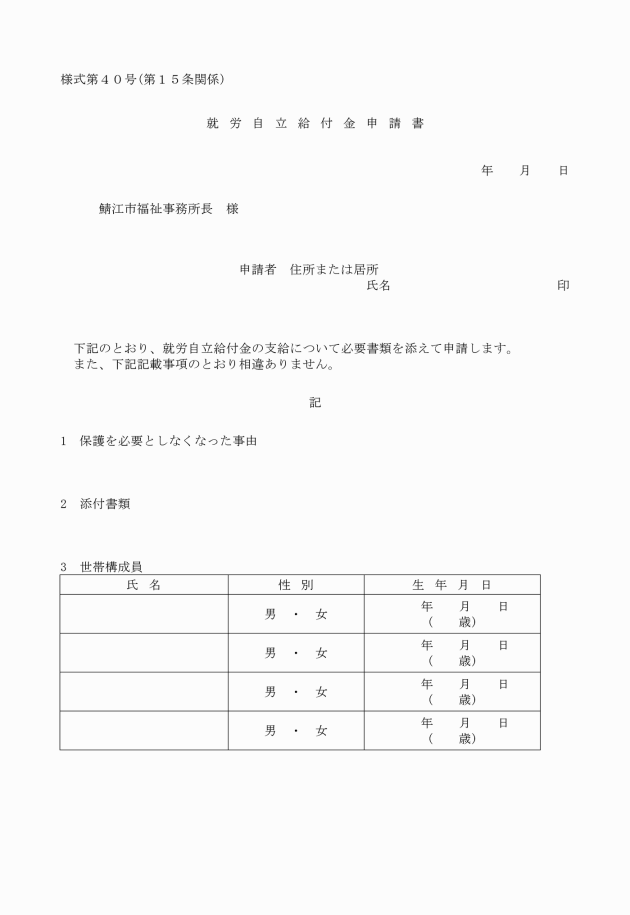 様式第４０号(第１５条関係)
就　労　自　立　給　付　金　申　請　書
年　　月　　日
鯖江市福祉事務所長　様
申請者　住所または居所
氏名　　　　　　　　　　　　　印
下記のとおり、就労自立給付金の支給について必要書類を添えて申請します。
また、下記記載事項のとおり相違ありません。
記
1　保護を必要としなくなった事由
2　添付書類
3　世帯構成員
氏　名　性　別　生　年　月　日
男　・　女　年　　月　　日
(　　歳)
男　・　女　年　　月　　日
(　　歳)
男　・　女　年　　月　　日
(　　歳)
男　・　女　年　　月　　日
(　　歳)